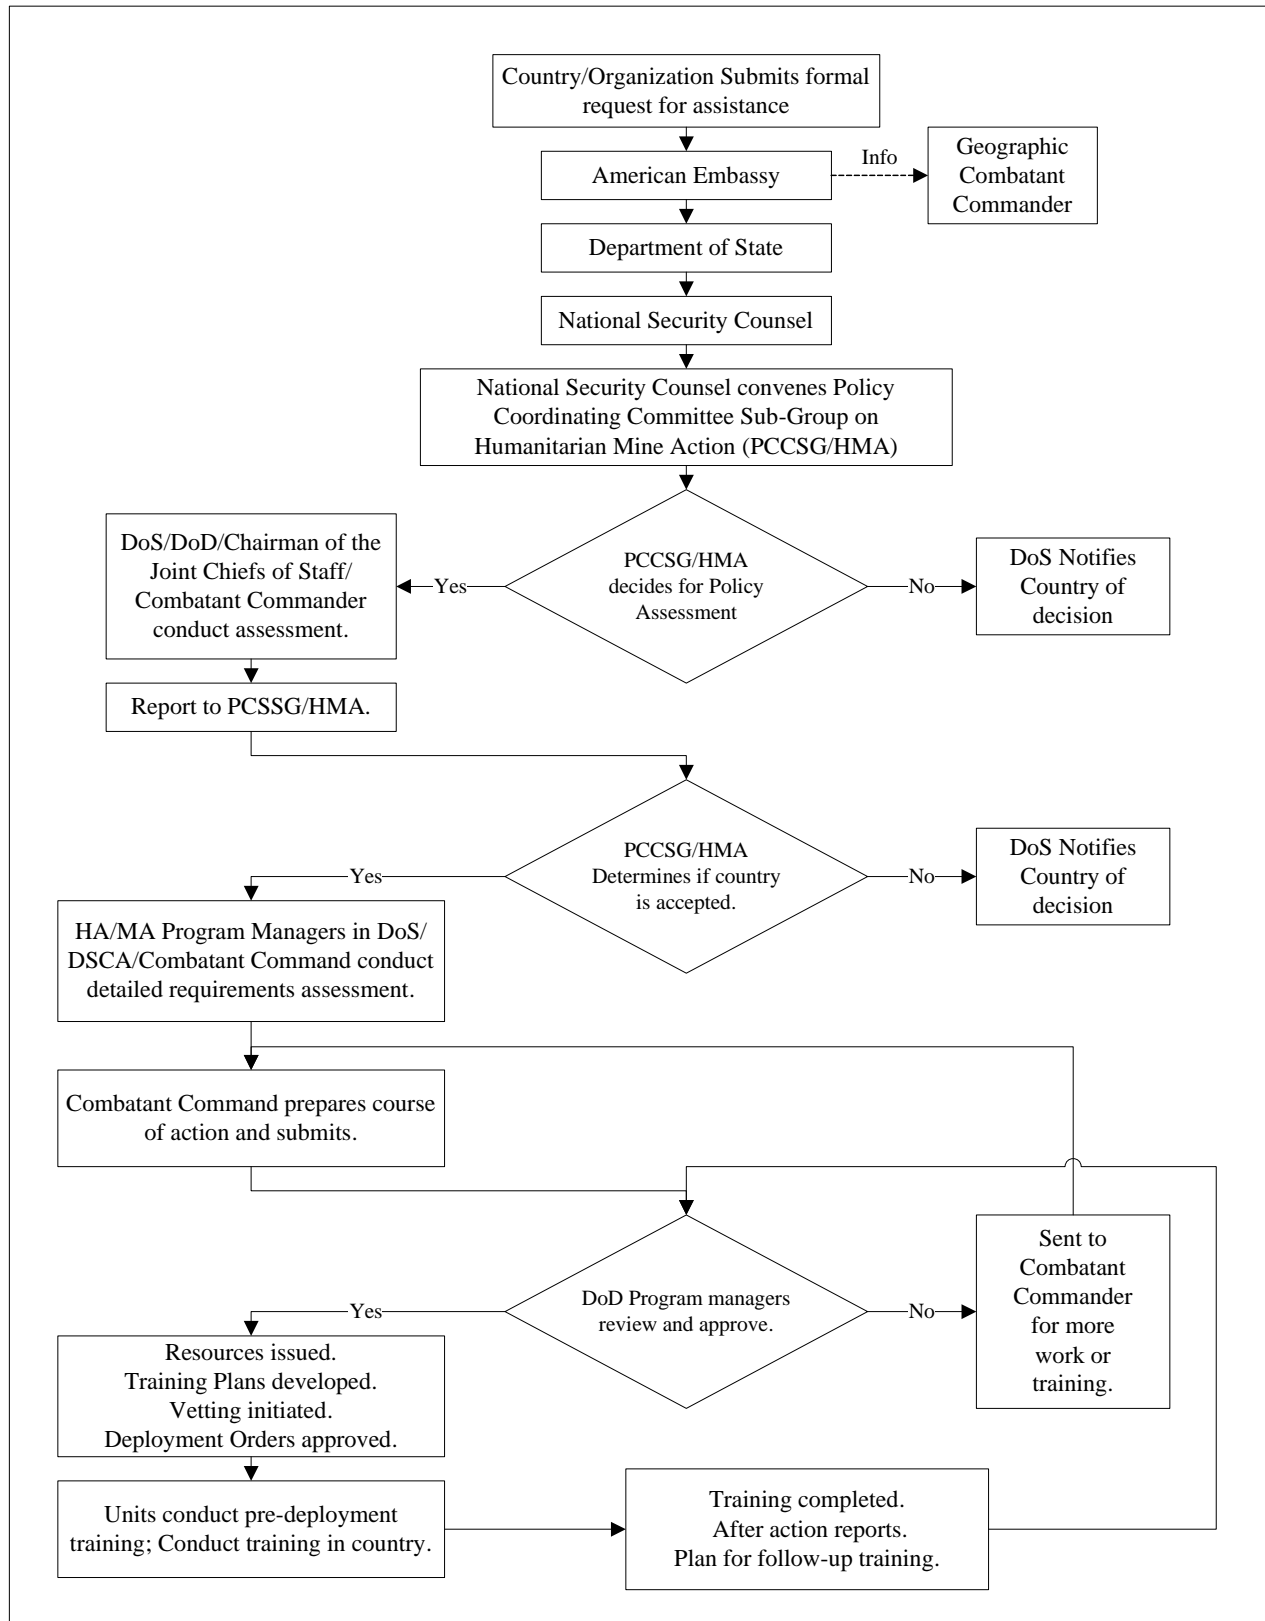 Country/Organization Submits formal
request for assistance
American Embassy
Info
Geographic
Combatant
Commander
Department of State
National Security Counsel
National Security Counsel convenes Policy
Coordinating Committee Sub-Group on
Humanitarian Mine Action (PCCSG/HMA)
DoS/DoD/Chairman of the
Joint Chiefs of Staff/
Combatant Commander
conduct assessment.
Yes
PCCSG/HMA
decides for Policy
Assessment
No
DoS Notifies
Country of
decision
Report to PCSSG/HMA.
PCCSG/HMA
Determines if country
is accepted.
Yes
No
DoS Notifies
Country of
decision
HA/MA Program Managers in DoS/
DSCA/Combatant Command conduct
detailed requirements assessment.
Combatant Command prepares course
of action and submits.
DoD Program managers
review and approve.
Yes
No
Sent to
Combatant
Commander
for more
work or
training.
Resources issued.
Training Plans developed.
Vetting initiated.
Deployment Orders approved.
Units conduct pre-deployment
training; Conduct training in country.
Training completed.
After action reports.
Plan for follow-up training.